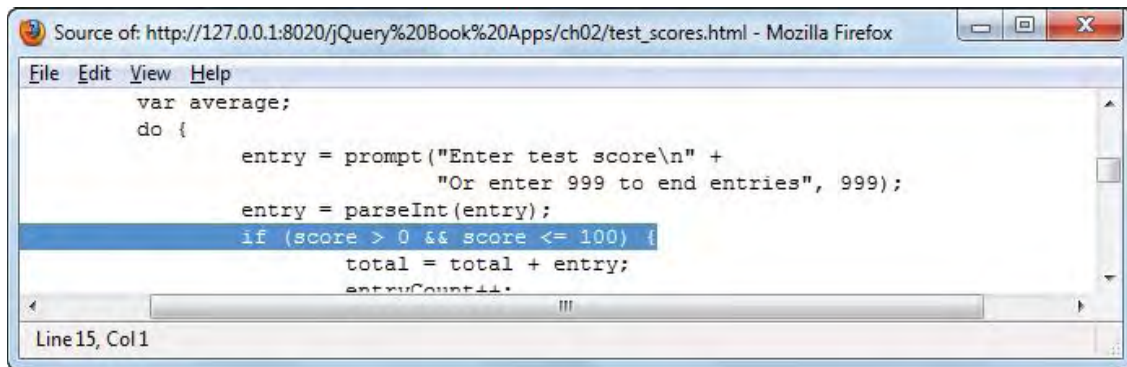 Source of: http://127.0.0.1:8020/jQuery%20Book%20Apps/ch02/test_scores.html - Mozilla Firefox
File Edit View Help
var average;
do {
entry = prompt("Enter test score\n" +
"Or enter 999 to end entries", 999);
entry = parseInt(entry);
if (score > 0 && score <= 100) {
total = total + entry;
entryCount++;
Line 15, Col 1